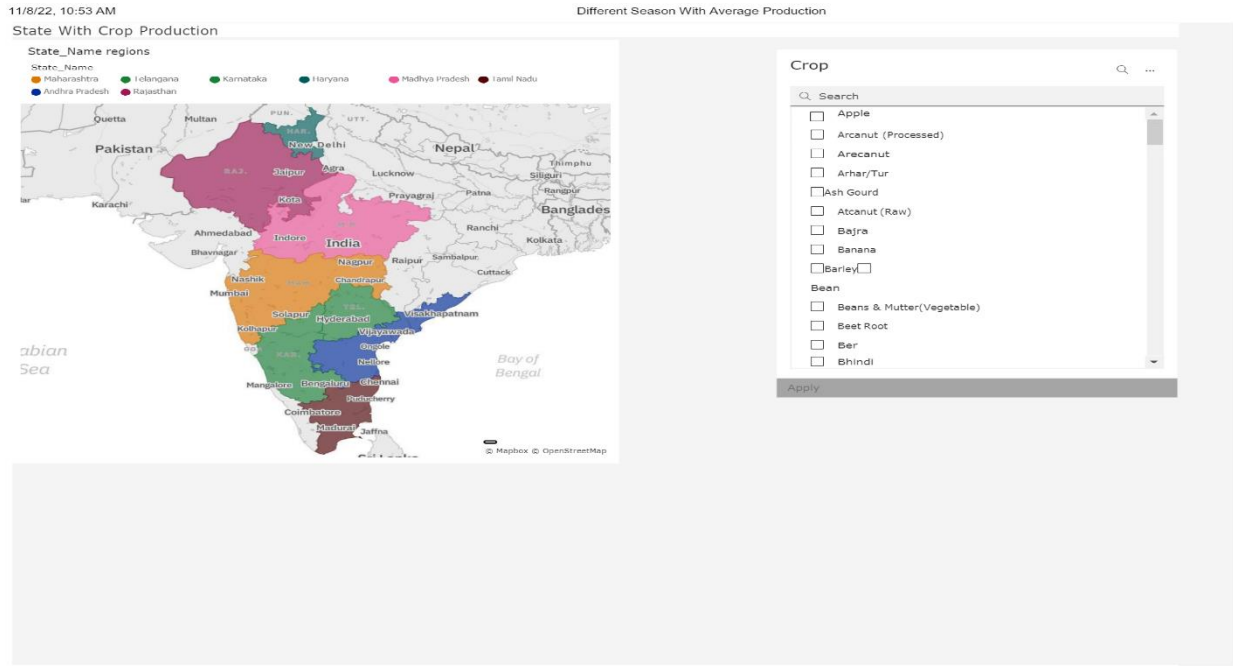 11/8/22, 10:53 AM Different Season With Average Production
State With Crop Production
State_Name regions
State_Name
Maharashtra Telangana Karnataka Haryana Madhya Pradesh Tamil Nadu
Andhra Pradesh Rajasthan
Quetta Multan PUN. UTT.
HAR.
Pakistan New Delhi Nepal
Thimphu
RAJ. Jaipur Agra Lucknow Siliguri
Kota Prayagraj Patna Rangpur
Karachi Banglades
Ahmedabad Indore India Ranchi Kolkata
Bhavnagar Nagpur Raipur Sambalpur
Nashik Chandrapur Cuttack
Mumbai
Solapur TEL. Visakhapatnam
Kolhapur Hyderabad
Vijayawada
abian Sea GO. Ongole Bay of Bengal
KAR. Nellore
Mangalore Bengaluru Chennai
Puducherry
Coimbatore
Madurai Jaffna
Sri Lanka
© Mapbox © OpenStreetMap
Crop
...
Search
Apple
Arcanut (Processed)
Arecanut
Arhar/Tur
Ash Gourd
Atcanut (Raw)
Bajra
Banana
Barley
Bean
Beans & Mutter(Vegetable)
Beet Root
Ber
Bhindi
Apply